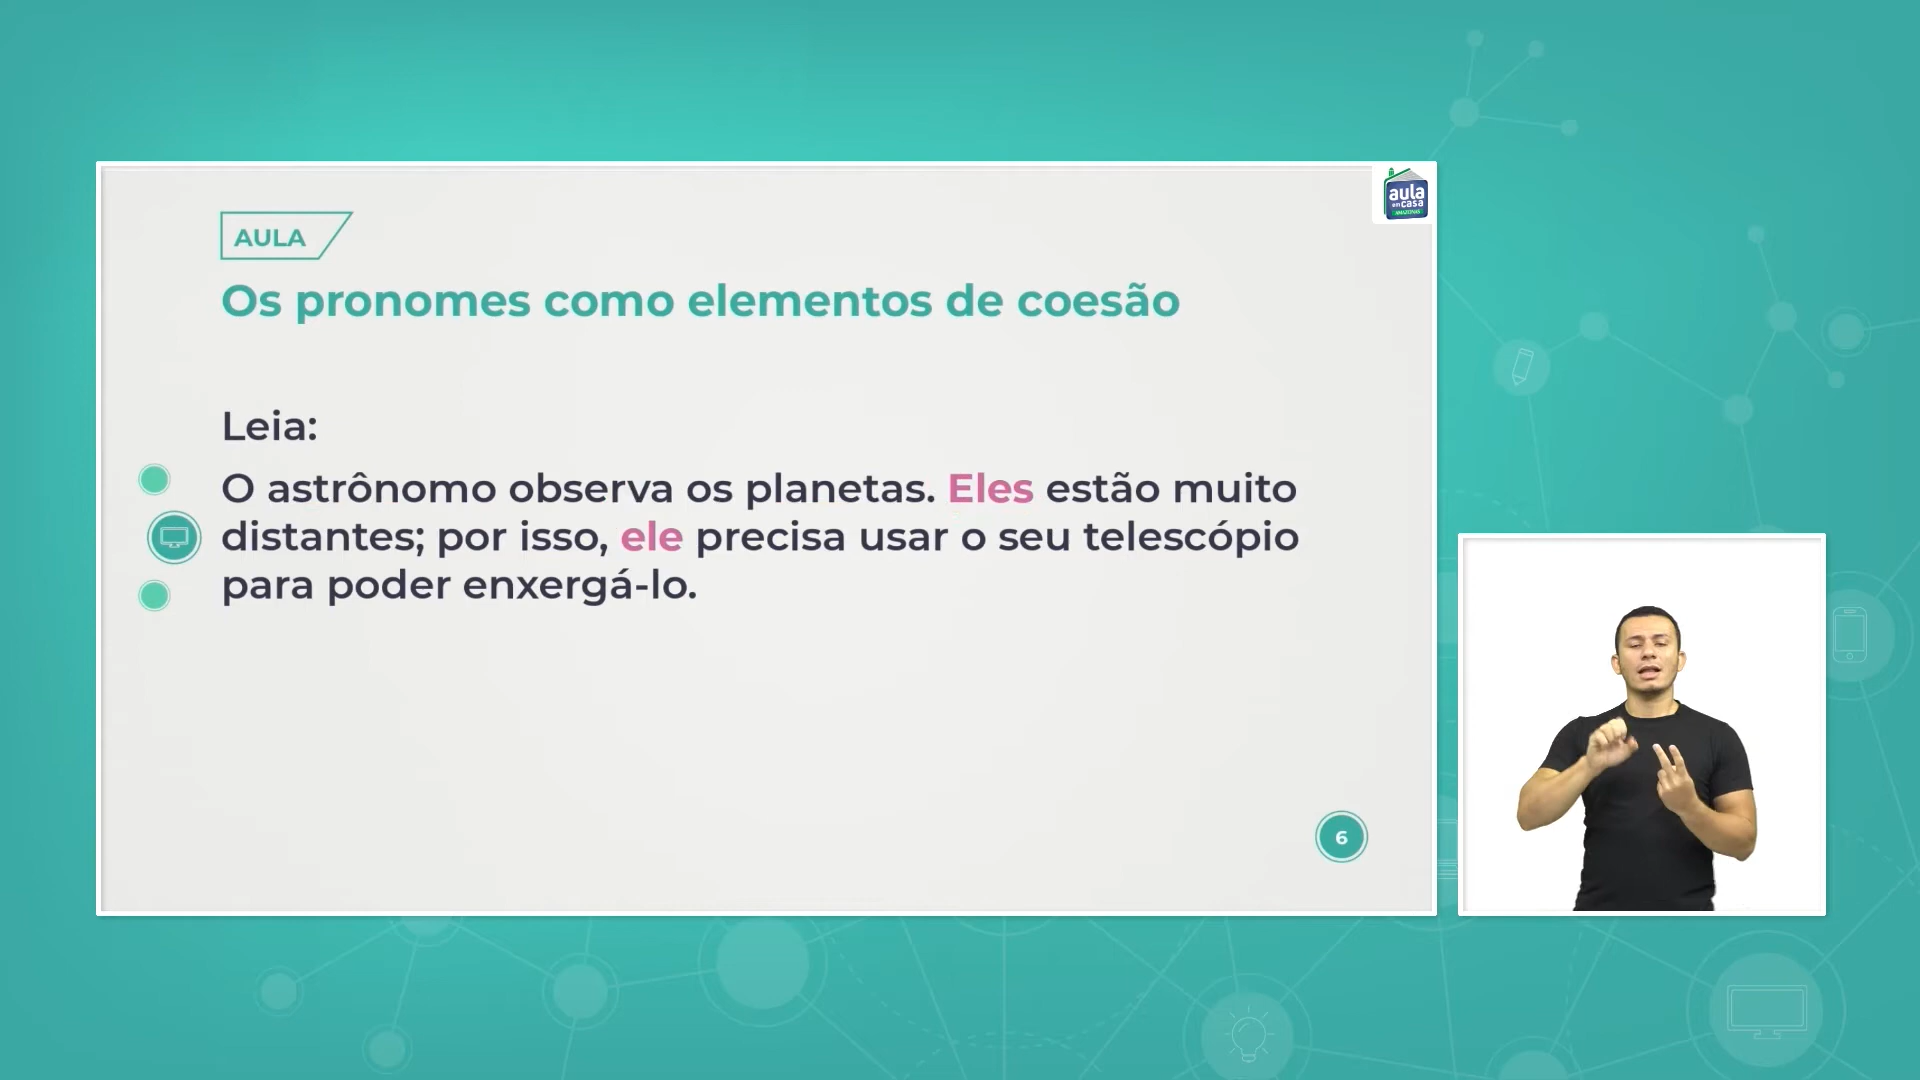 aula
em casa
AMAZONAS
AULA
Os pronomes como elementos de coesão
Leia:
O astrônomo observa os planetas. Eles estão muito
distantes; por isso, ele precisa usar o seu telescópio
para poder enxergá-lo.
6